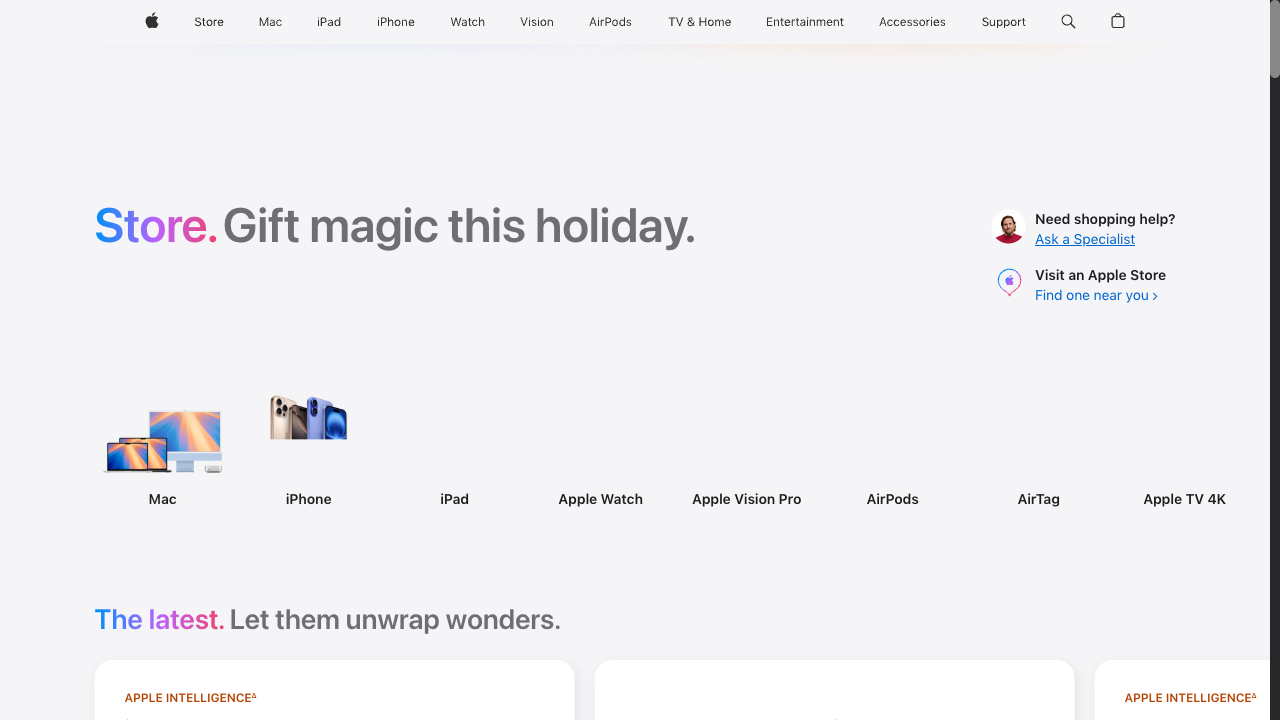 Store Mac iPad iPhone Watch Vision AirPods TV & Home Entertainment Accessories Support
Store. Gift magic this holiday.
Need shopping help?
Ask a Specialist
Visit an Apple Store
Find one near you >
Mac iPhone iPad Apple Watch Apple Vision Pro AirPods AirTag Apple TV 4K
The latest. Let them unwrap wonders.
APPLE INTELLIGENCE∆
APPLE INTELLIGENCE∆